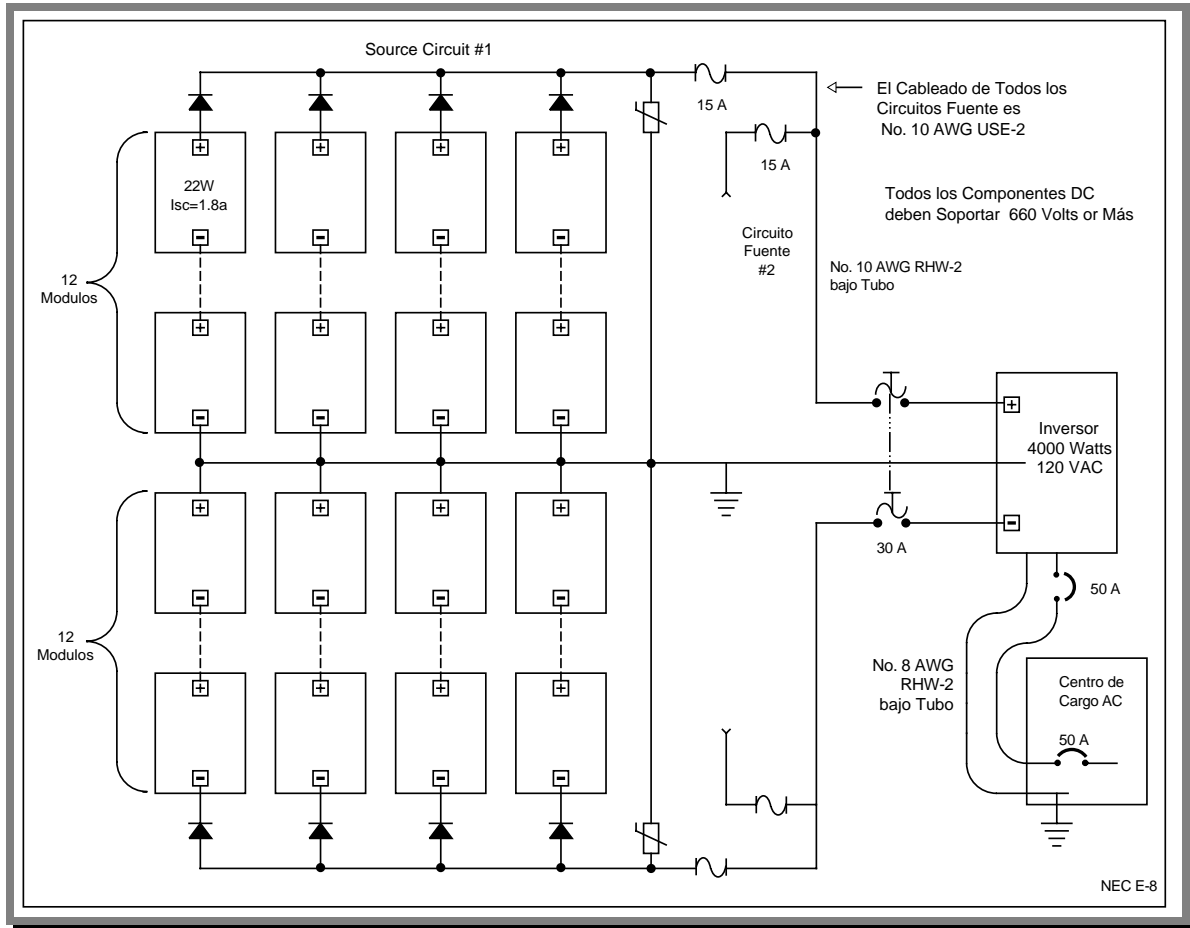 Source Circuit #1
15 A
El Cableado de Todos los
Circuitos Fuente es
No. 10 AWG USE-2
15 A
+
+
+
+
22W
Isc=1.8a
Todos los Componentes DC
deben Soportar 660 Volts or Más
-
-
-
-
Circuito
Fuente
#2
No. 10 AWG RHW-2
bajo Tubo
12
Modulos
+
+
+
+
-
-
-
-
+
Inversor
4000 Watts
120 VAC
-
30 A
+
+
+
+
-
-
-
-
50 A
12
Modulos
No. 8 AWG
RHW-2
bajo Tubo
+
+
+
+
Centro de
Cargo AC
50 A
-
-
-
-
NEC E-8